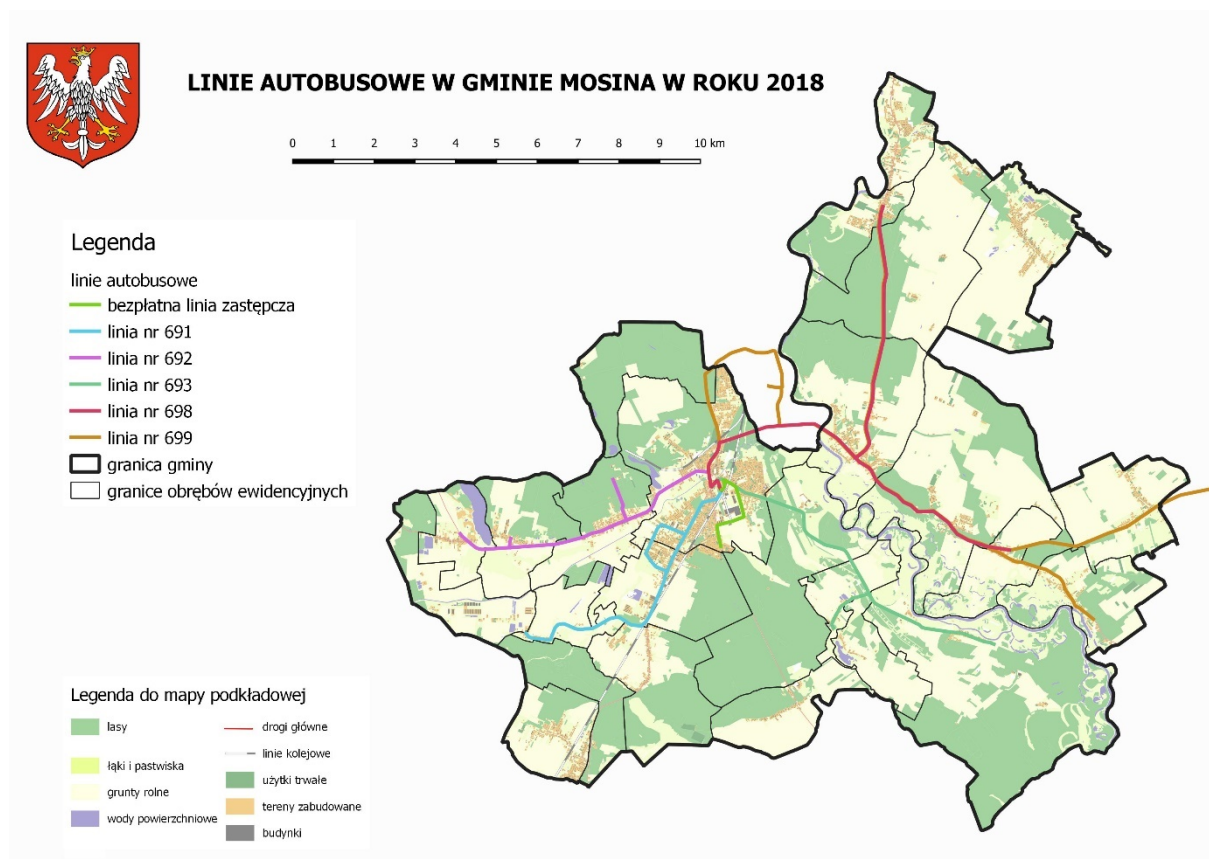 LINIE AUTOBUSOWE W GMINIE MOSINA W ROKU 2018
0 1 2 3 4 5 6 7 8 9 10 km
Legenda
linie autobusowe
bezpłatna linia zastępcza
linia nr 691
linia nr 692
linia nr 693
linia nr 698
linia nr 699
granica gminy
granice obrębów ewidencyjnych
Legenda do mapy podkładowej
lasy
łąki i pastwiska
grunty rolne
wody powierzchniowe
drogi główne
linie kolejowe
użytki trwałe
tereny zabudowane
budynki